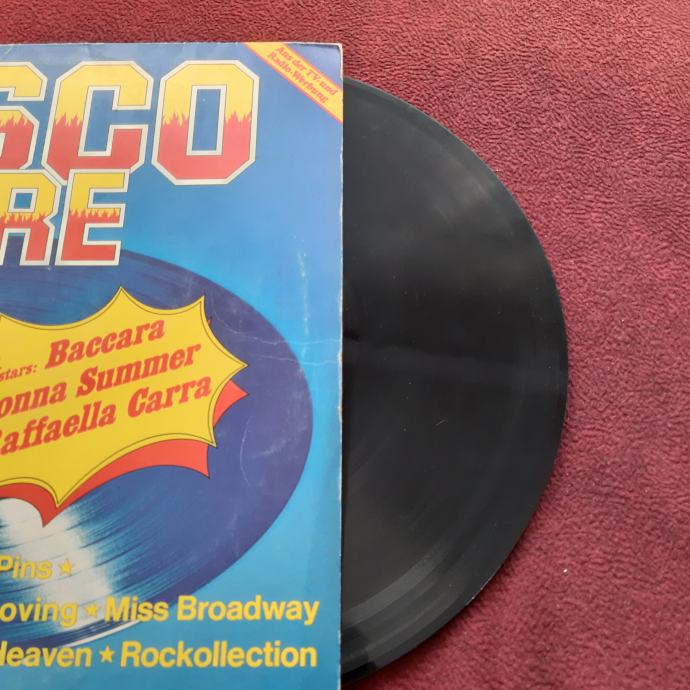 Aus der TV-und
Radio-Werbung
SCO
RE
stars: Baccara
onna Summer
affaella Carra
Pins ★
oving ★ Miss Broadway
Heaven ★ Rockollection